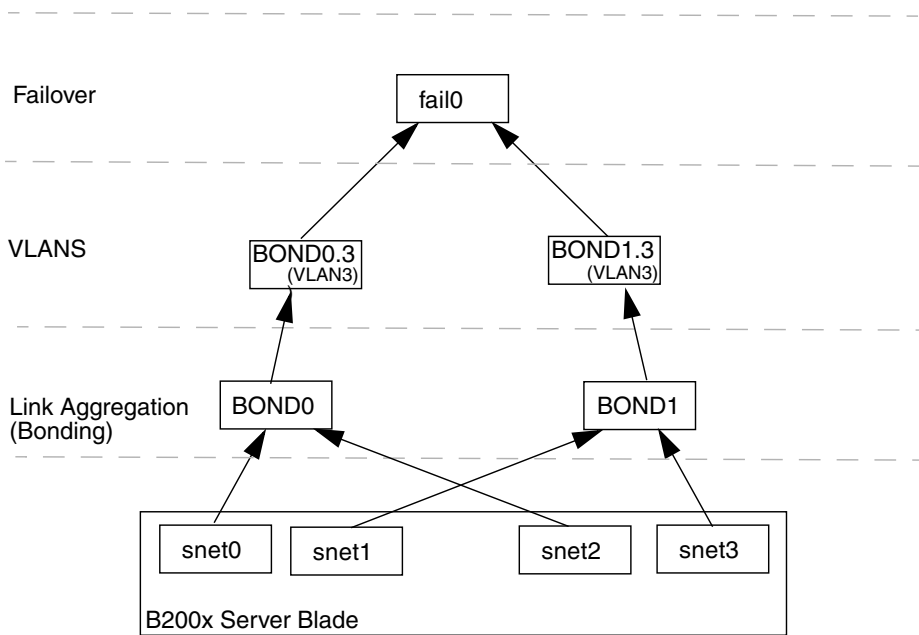 Failover
fail0
VLANS
BOND0.3
(VLAN3)
BOND1.3
(VLAN3)
Link Aggregation
(Bonding)
BOND0
BOND1
snet0
snet1
snet2
snet3
B200x Server Blade